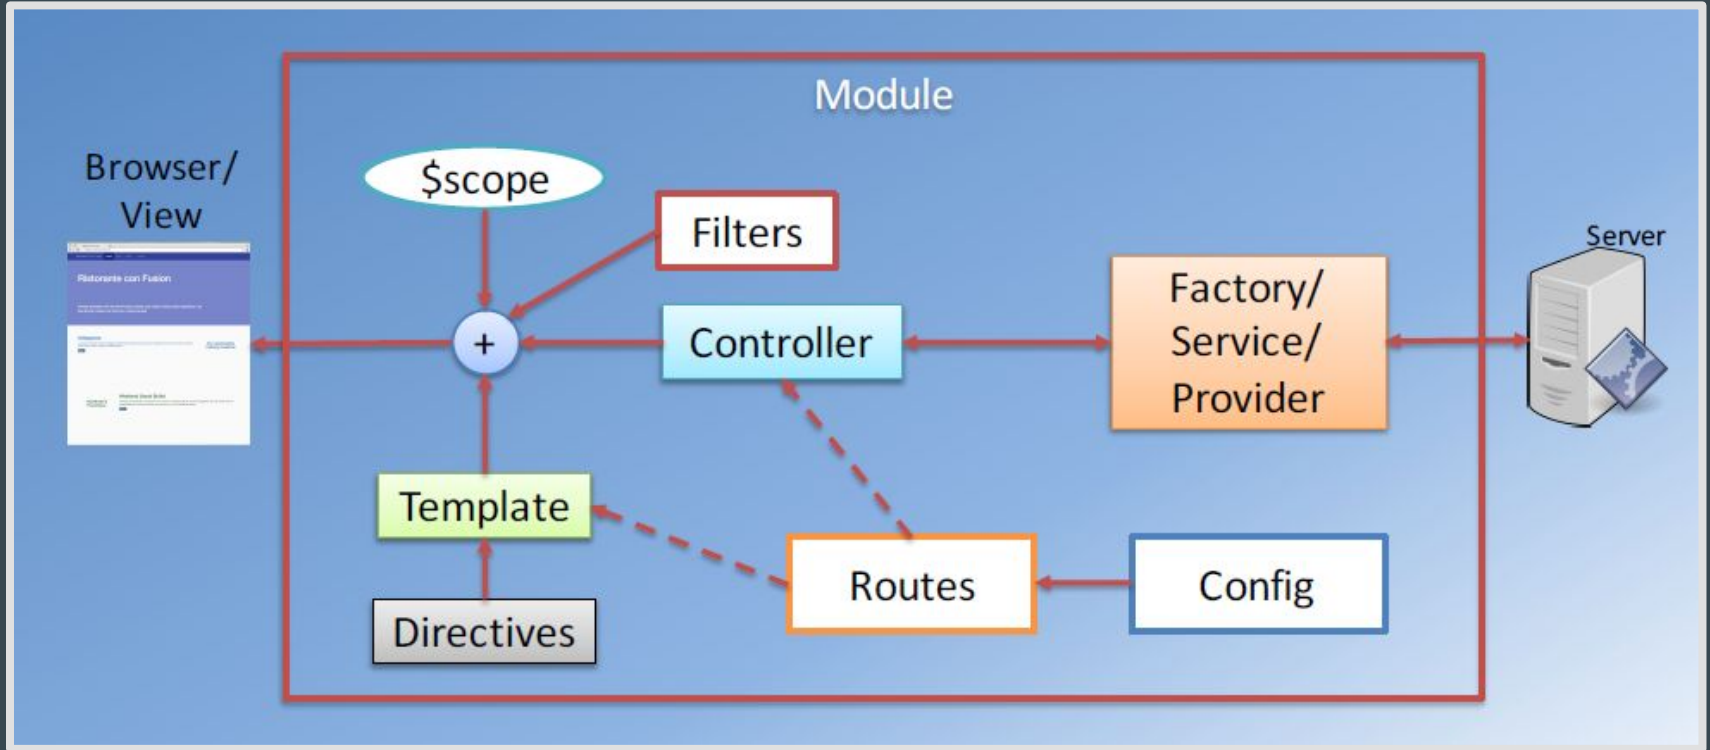 Module
Browser/
View
$scope
Filters
Server
Ristorante con Fusion
Factory/
Service/
Provider
+
Controller
Template
Routes
Config
Directives